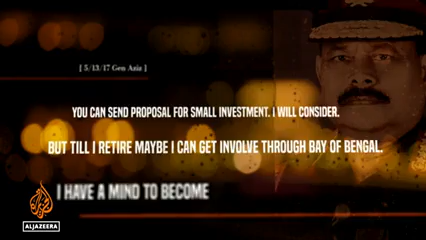 [ 5/13/17 Gen Aziz ]
YOU CAN SEND PROPOSAL FOR SMALL INVESTMENT. I WILL CONSIDER.
BUT TILL I RETIRE MAYBE I CAN GET INVOLVE THROUGH BAY OF BENGAL.
I HAVE A MIND TO BECOME
ALJAZEERA